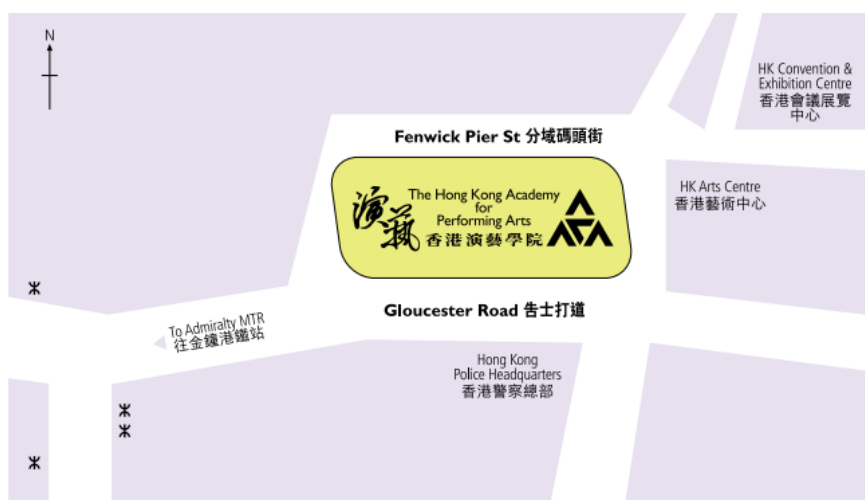 N
HK Convention &
Exhibition Centre
香港會議展覽
中心
Fenwick Pier St 分域碼頭街
演藝
The Hong Kong Academy
for
Performing Arts
香港演藝學院
HK Arts Centre
香港藝術中心
Gloucester Road 告士打道
To Admiralty MTR
往金鐘港鐵站
Hong Kong
Police Headquarters
香港警察總部